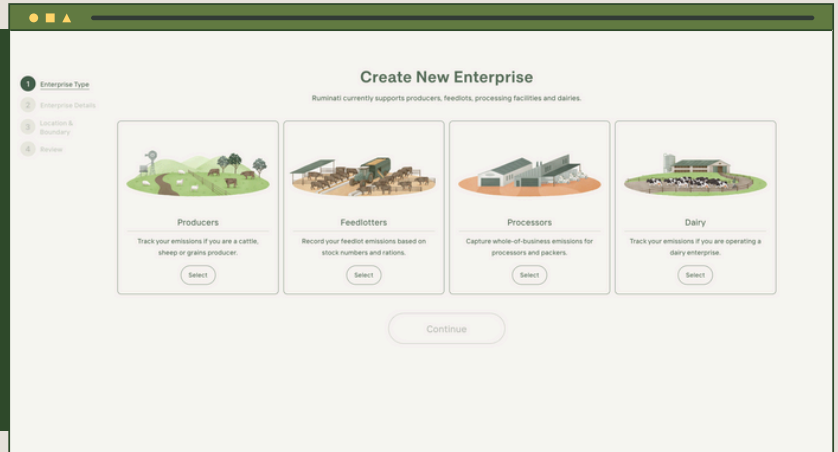 1 Enterprise Type
2 Enterprise Details
3 Location &
Boundary
4 Review
Create New Enterprise
Ruminati currently supports producers, feedlots, processing facilities and dairies.
Producers
Track your emissions if you are a cattle,
sheep or grains producer.
Select
Feedlotters
Record your feedlot emissions based on
stock numbers and rations.
Select
Processors
Capture whole-of-business emissions for
processors and packers.
Select
Dairy
Track your emissions if you are operating a
dairy enterprise.
Select
Continue